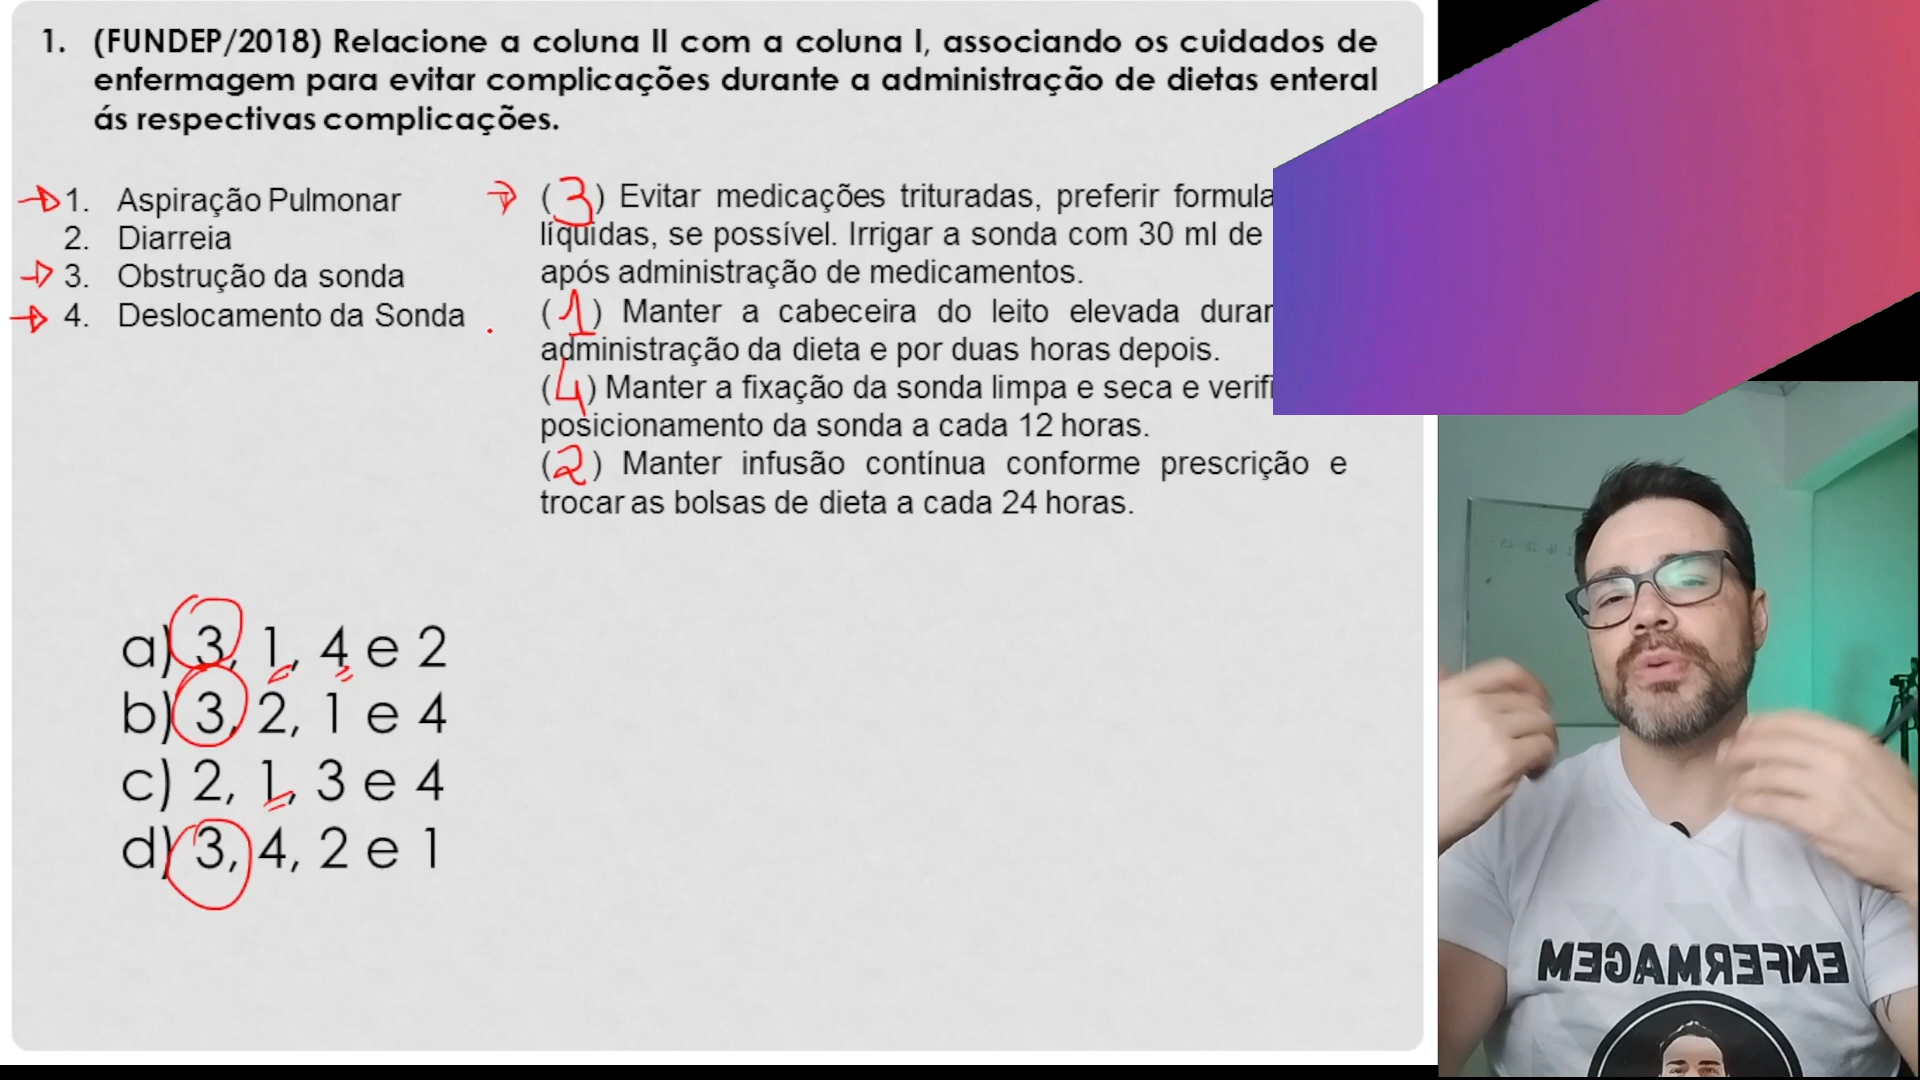 1. (FUNDEP/2018) Relacione a coluna II com a coluna I, associando os cuidados de
enfermagem para evitar complicações durante a administração de dietas enteral
ás respectivas complicações.
1. Aspiração Pulmonar
2. Diarreia
3. Obstrução da sonda
4. Deslocamento da Sonda
(3) Evitar medicações trituradas, preferir
líquidas, se possível. Irrigar a sonda com 30 ml de
após administração de medicamentos.
(1) Manter a cabeceira do leito elevada
administração da dieta e por duas horas depois.
(4) Manter a fixação da sonda limpa e seca e
posicionamento da sonda a cada 12 horas.
(2) Manter infusão contínua conforme prescrição e
trocar as bolsas de dieta a cada 24 horas.
a) 3, 1, 4 e 2
b) 3, 2, 1 e 4
c) 2, 1, 3 e 4
d) 3, 4, 2 e 1
ENFERMAGEM